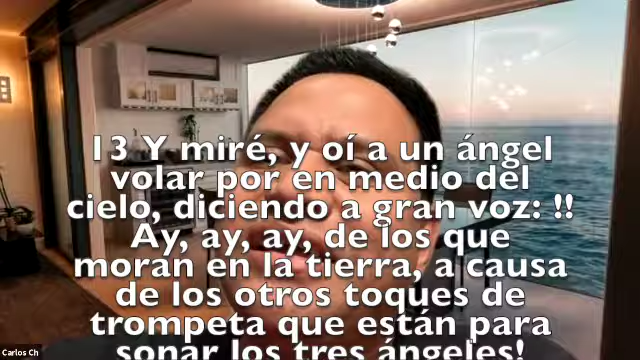 13 Y miré, y oí a un ángel
volar por en medio del
cielo, diciendo a gran voz: !!
Ay, ay, ay, de los que
moran en la tierra, a causa
de los otros toques de
trompeta que están para
sonar los tres ángeles!
Carlos Ch